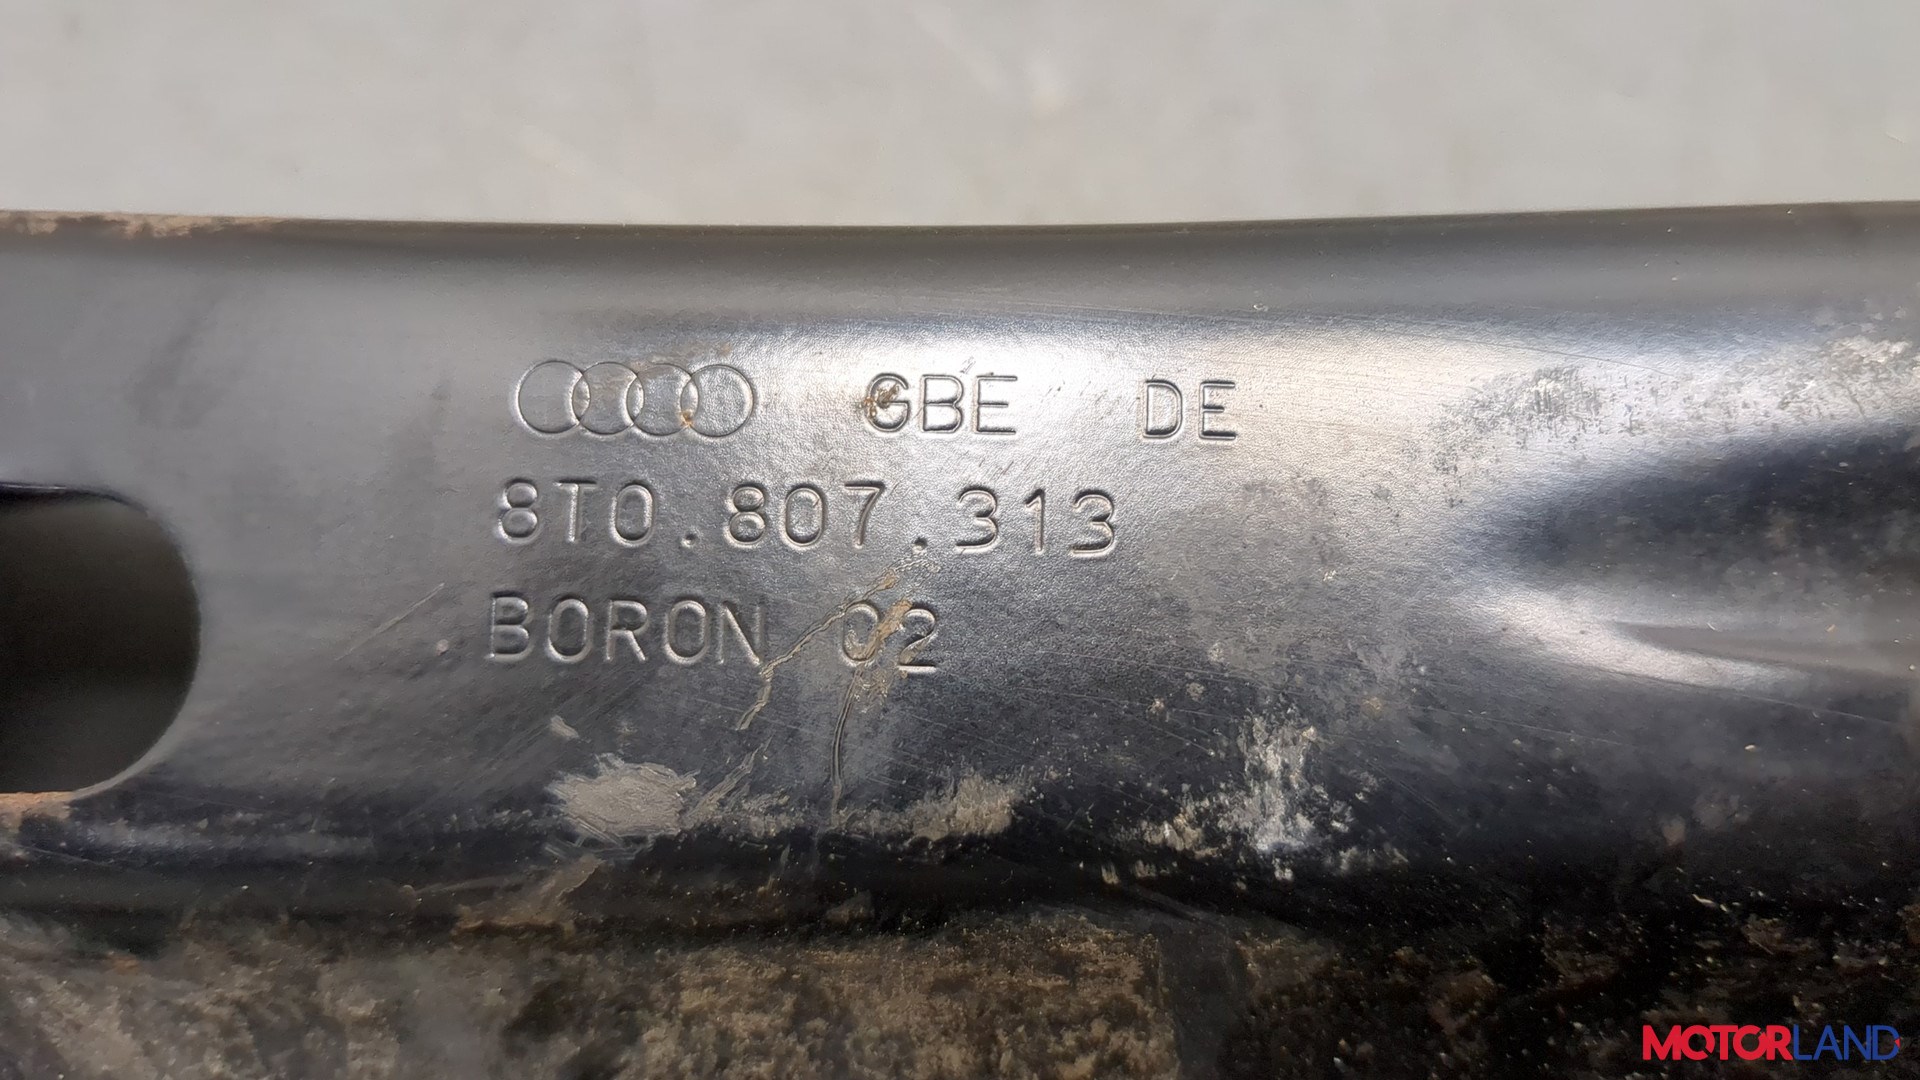 GBE DE
8T0.807.313
BORON 02
MOTORLAND